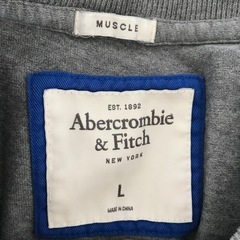 MUSCLE
EST. 1892
Abercrombie
& Fitch
NEW YORK
L
MADE IN CHINA